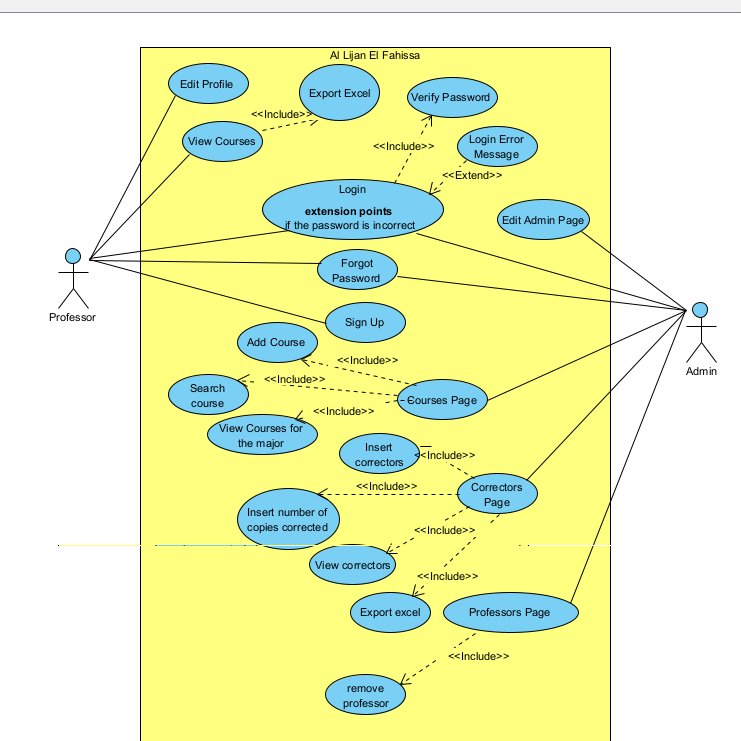 Al Lijan El Fahissa
Edit Profile
Export Excel
Verify Password
<<Include>>
View Courses
<<Include>>
Login Error
Message
<<Extend>>
Login
extension points
if the password is incorrect
Edit Admin Page
Forgot
Password
Professor
Sign Up
Add Course
<<Include>>
Admin
<<Include>>
Search
course
Courses Page
<<Include>>
View Courses for
the major
Insert
correctors
<<Include>>
<<Include>>
Correctors
Page
Insert number of
copies corrected
<<Include>>
View correctors
<<Include>>
Export excel
Professors Page
<<Include>>
remove
professor